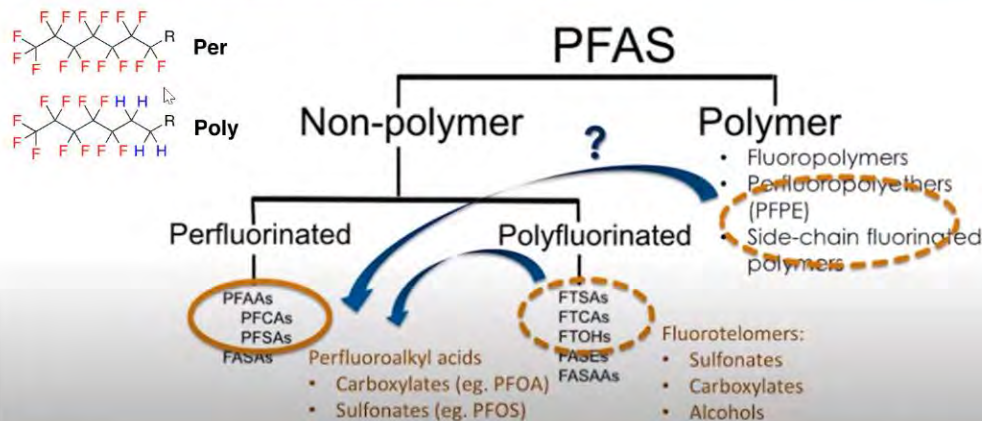 F F F F F F
F R
F F F F F F F F
Per
F F F F H H
F R
F F F F F F H H
Poly
PFAS
Non-polymer
Polymer
?
• Fluoropolymers
• Perfluoropolyethers
(PFPE)
• Side-chain fluorinated
polymers
Perfluorinated
Polyfluorinated
PFAAs
PFCAs
PFSAs
FASAs
Perfluoroalkyl acids
• Carboxylates (eg. PFOA)
• Sulfonates (eg. PFOS)
FTSAs
FTCAs
FTOHs
FASEs
FASAAs
Fluorotelomers:
• Sulfonates
• Carboxylates
• Alcohols